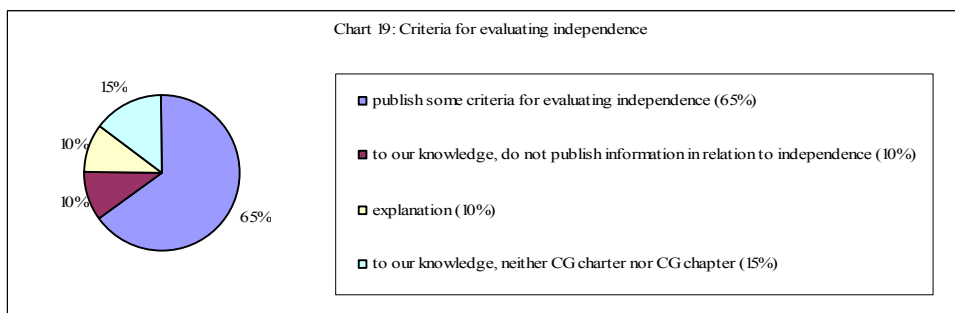 Chart 19: Criteria for evaluating independence
15%
10%
10%
65%
publish some criteria for evaluating independence (65%)
to our knowledge, do not publish information in relation to independence (10%)
explanation (10%)
to our knowledge, neither CG charter nor CG chapter (15%)